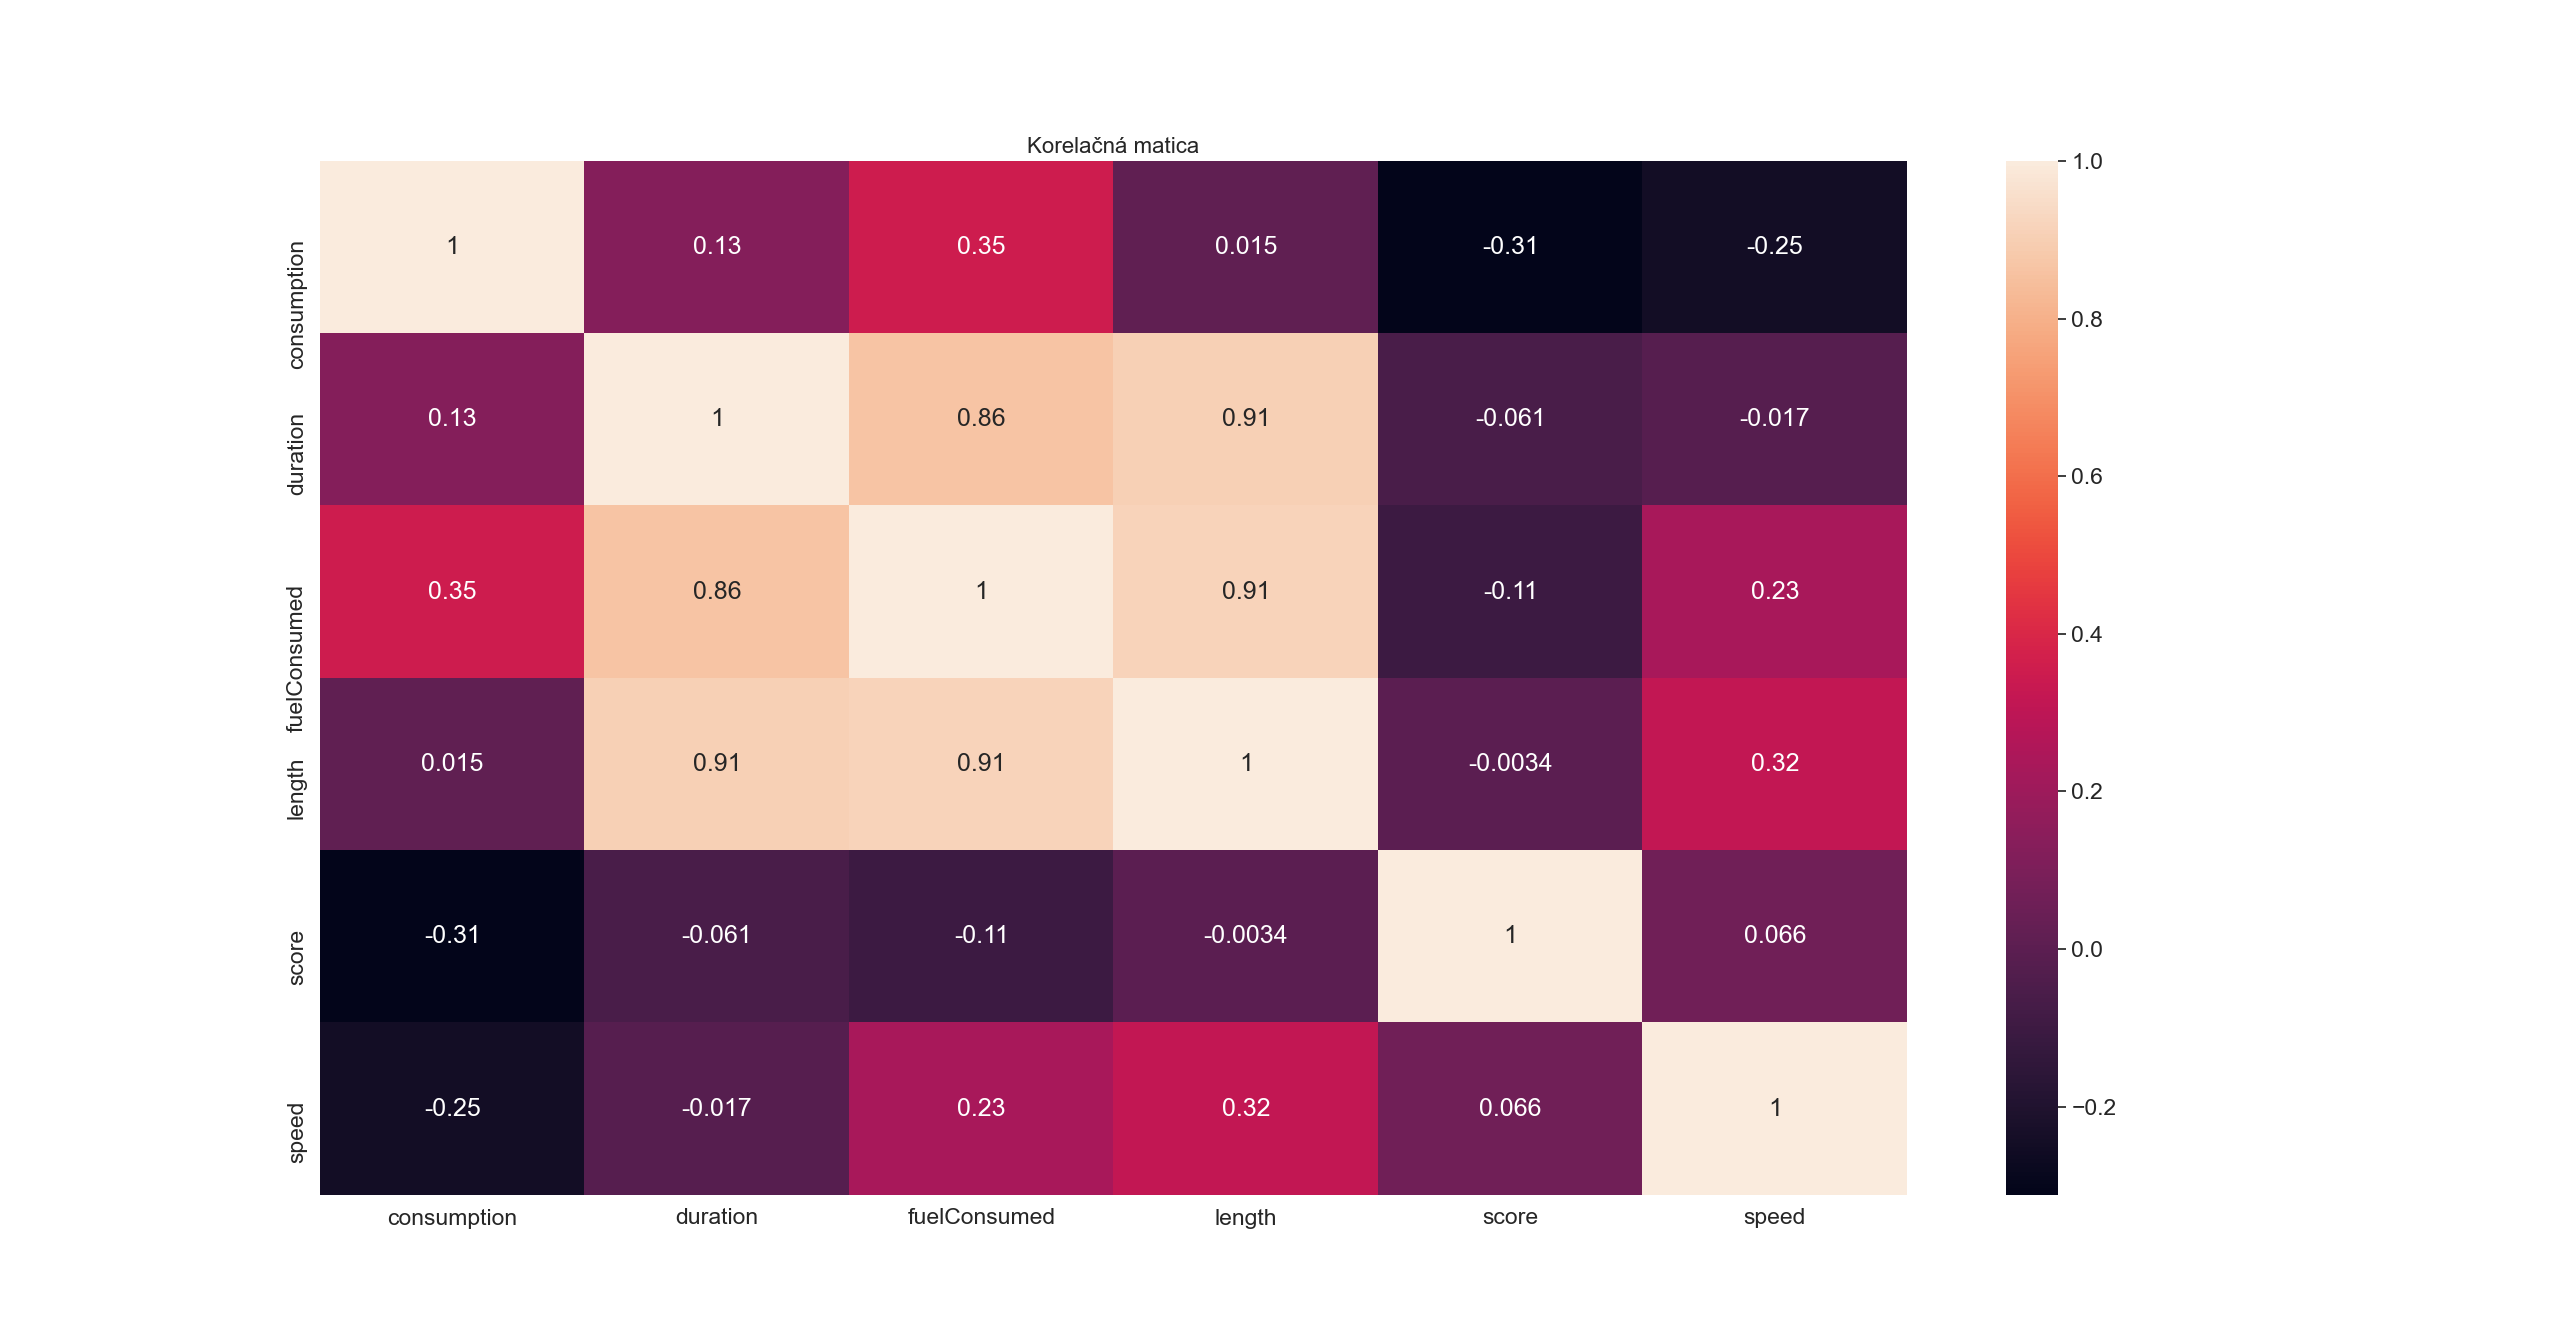 Korelačná matica
consumption 1 0.13 0.35 0.015 -0.31 -0.25
duration 0.13 1 0.86 0.91 -0.061 -0.017
fuelConsumed 0.35 0.86 1 0.91 -0.11 0.23
length 0.015 0.91 0.91 1 -0.0034 0.32
score -0.31 -0.061 -0.11 -0.0034 1 0.066
speed -0.25 -0.017 0.23 0.32 0.066 1
consumption duration fuelConsumed length score speed
1.0
0.8
0.6
0.4
0.2
0.0
−0.2